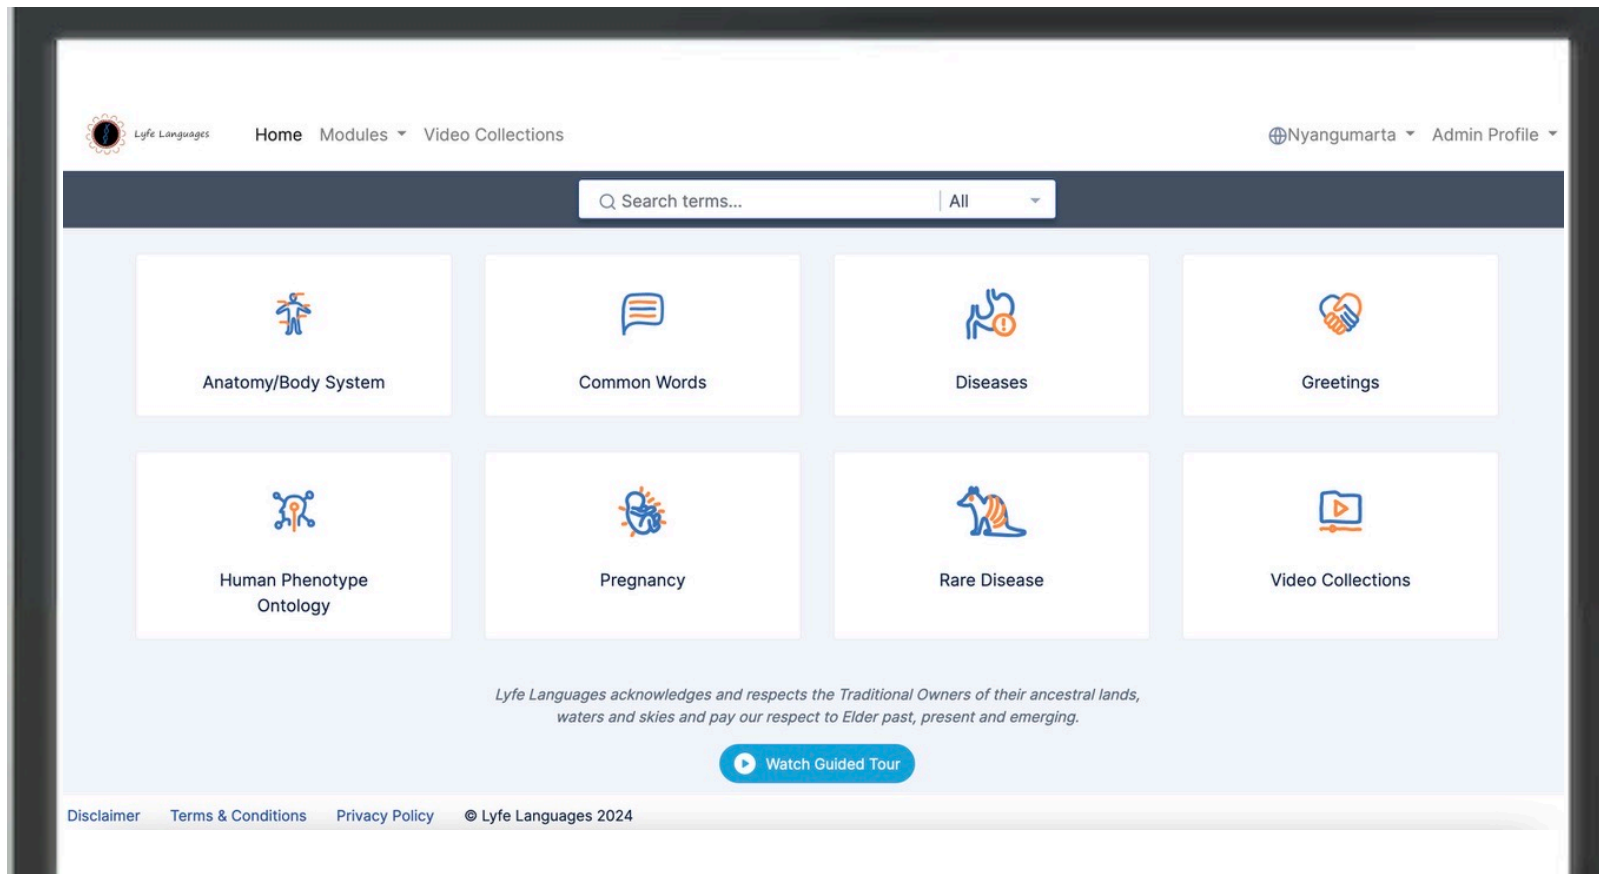 Lyfe Languages
Home Modules Video Collections
Nyangumarta Admin Profile
Search terms... All
Anatomy/Body System
Common Words
Diseases
Greetings
Human Phenotype
Ontology
Pregnancy
Rare Disease
Video Collections
Lyfe Languages acknowledges and respects the Traditional Owners of their ancestral lands,
waters and skies and pay our respect to Elder past, present and emerging.
Watch Guided Tour
Disclaimer Terms & Conditions Privacy Policy © Lyfe Languages 2024